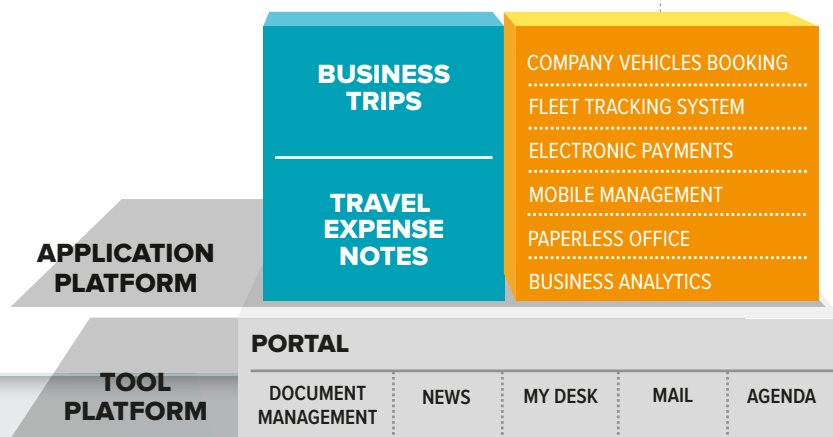 BUSINESS
TRIPS
TRAVEL
EXPENSE
NOTES
COMPANY VEHICLES BOOKING
FLEET TRACKING SYSTEM
ELECTRONIC PAYMENTS
MOBILE MANAGEMENT
PAPERLESS OFFICE
BUSINESS ANALYTICS
APPLICATION
PLATFORM
TOOL
PLATFORM
PORTAL
DOCUMENT
MANAGEMENT
NEWS
MY DESK
MAIL
AGENDA